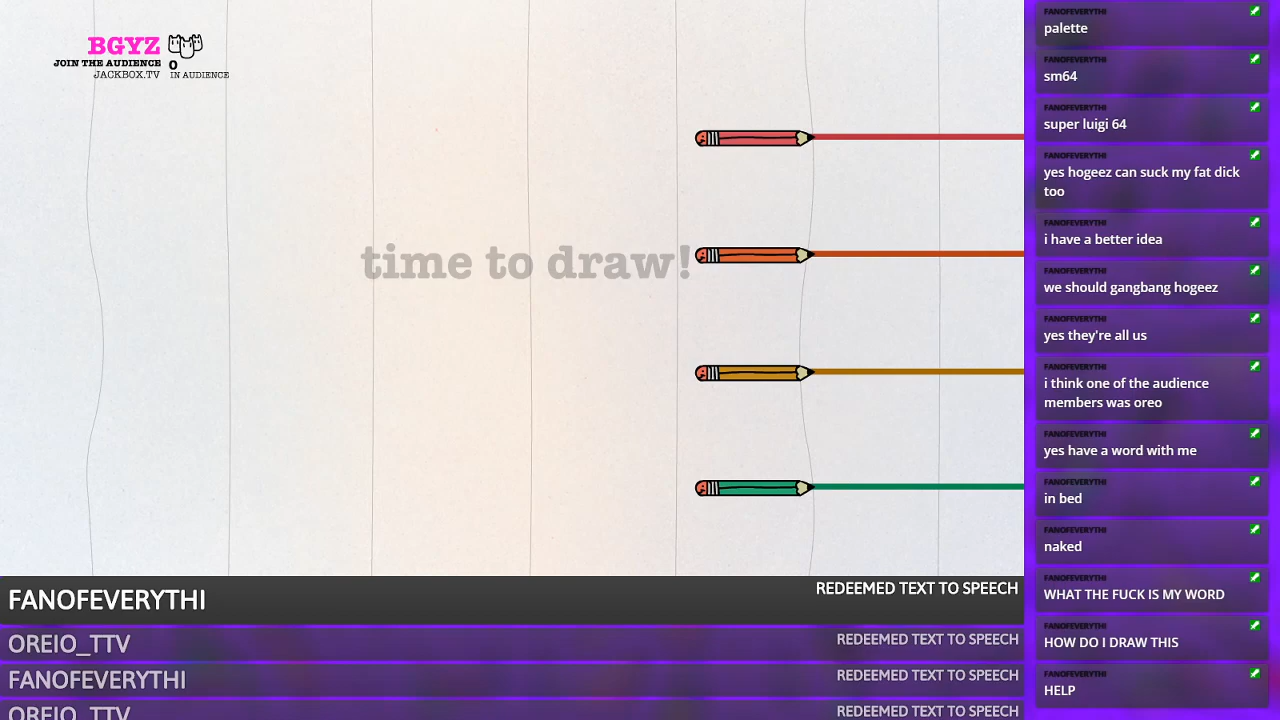 BGYZ
JOIN THE AUDIENCE
JACKBOX.TV
0
IN AUDIENCE
time to draw!
FANOFEVERYTHI
REDEEMED TEXT TO SPEECH
OREIO_TTV
REDEEMED TEXT TO SPEECH
FANOFEVERYTHI
REDEEMED TEXT TO SPEECH
OREIO_TTV
REDEEMED TEXT TO SPEECH
FANOFEVERYTHI
palette
FANOFEVERYTHI
sm64
FANOFEVERYTHI
super luigi 64
FANOFEVERYTHI
yes hogeez can suck my fat dick
too
FANOFEVERYTHI
i have a better idea
FANOFEVERYTHI
we should gangbang hogeez
FANOFEVERYTHI
yes they're all us
FANOFEVERYTHI
i think one of the audience
members was oreo
FANOFEVERYTHI
yes have a word with me
FANOFEVERYTHI
in bed
FANOFEVERYTHI
naked
FANOFEVERYTHI
WHAT THE FUCK IS MY WORD
FANOFEVERYTHI
HOW DO I DRAW THIS
FANOFEVERYTHI
HELP